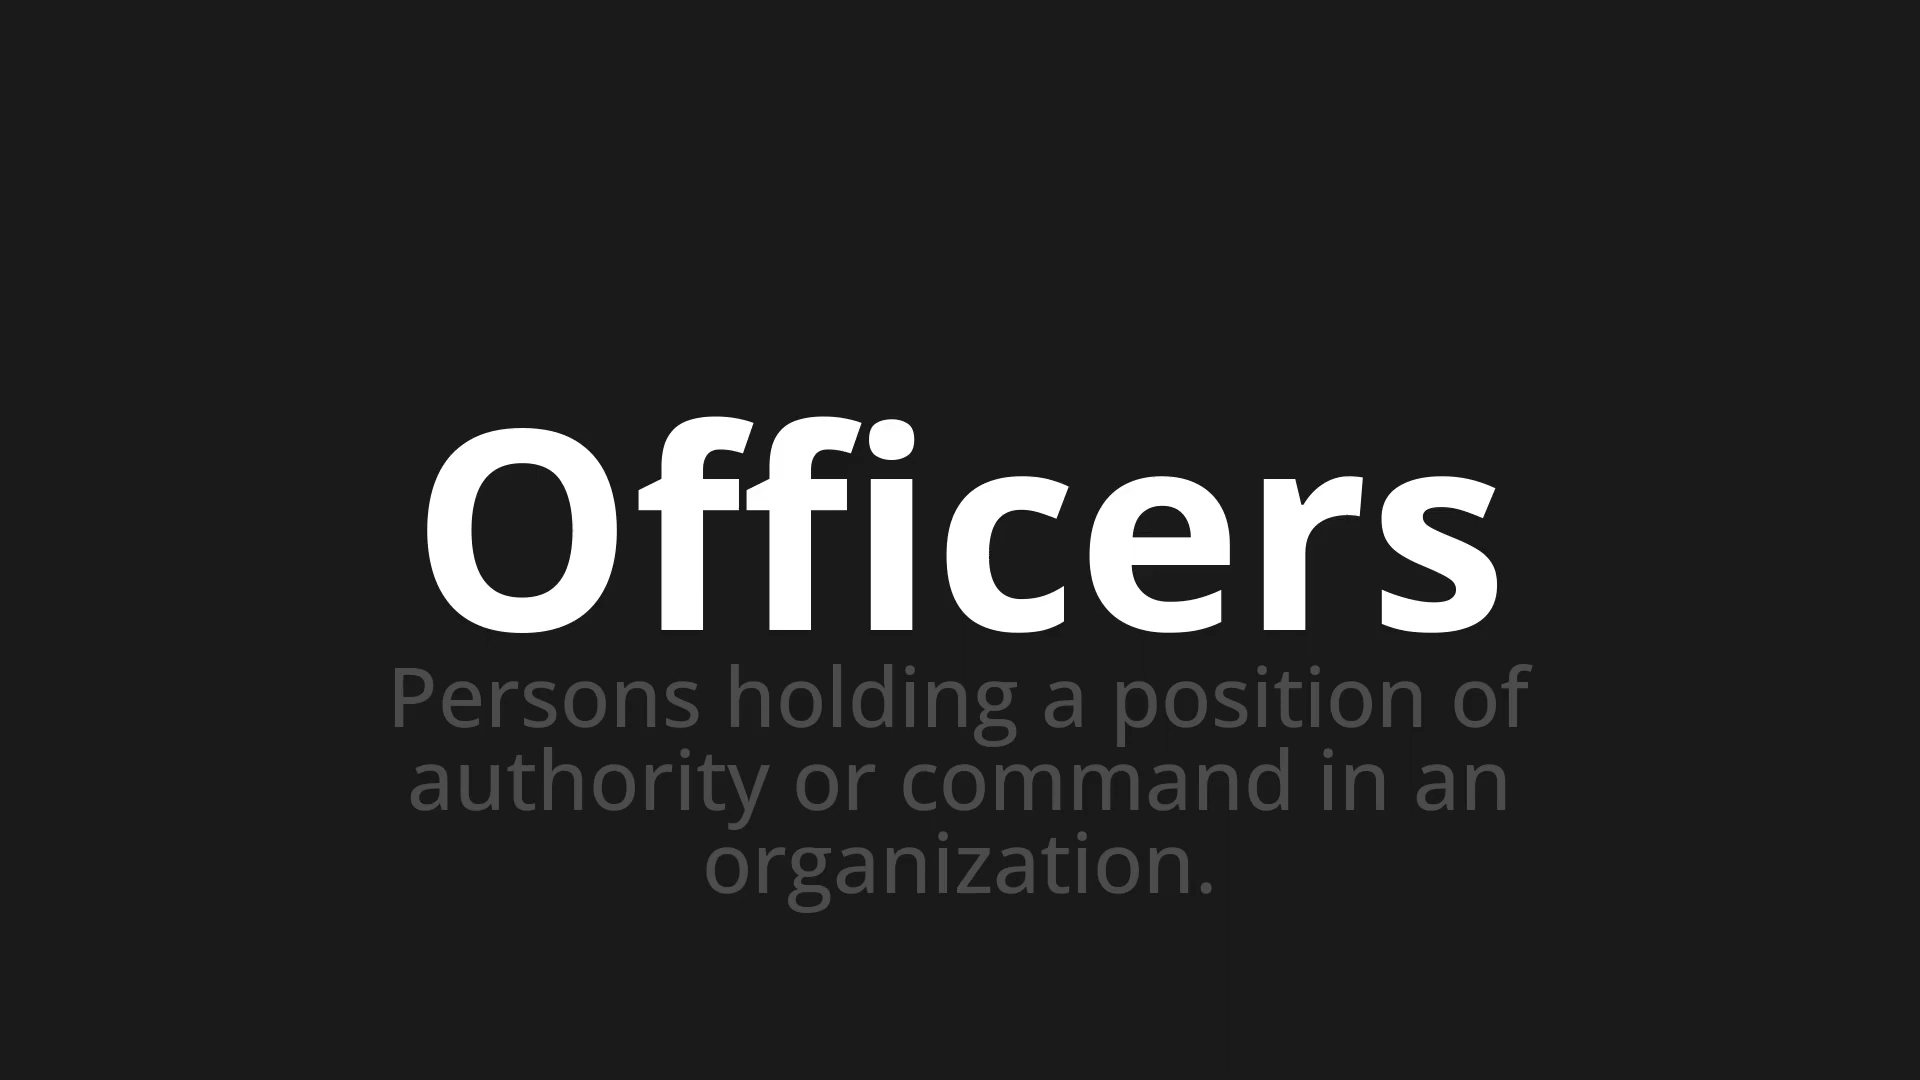 Officers
Persons holding a position of
authority or command in an
organization.